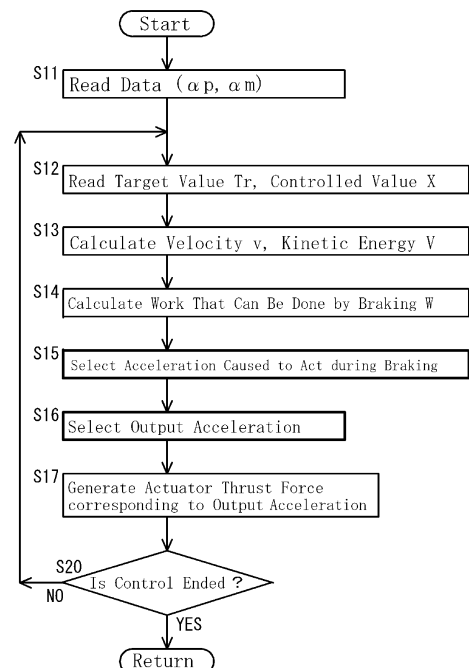 Start
S11
Read Data (αp, αm)
S12
Read Target Value Tr, Controlled Value X
S13
Calculate Velocity v, Kinetic Energy V
S14
Calculate Work That Can Be Done by Braking W
S15
Select Acceleration Caused to Act during Braking
S16
Select Output Acceleration
S17
Generate Actuator Thrust Force
corresponding to Output Acceleration
S20
Is Control Ended ?
NO
YES
Return